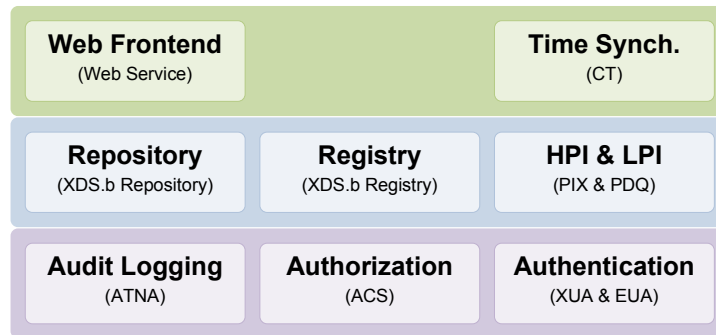 Web Frontend
(Web Service)
Time Synch.
(CT)
Repository
(XDS.b Repository)
Registry
(XDS.b Registry)
HPI & LPI
(PIX & PDQ)
Audit Logging
(ATNA)
Authorization
(ACS)
Authentication
(XUA & EUA)